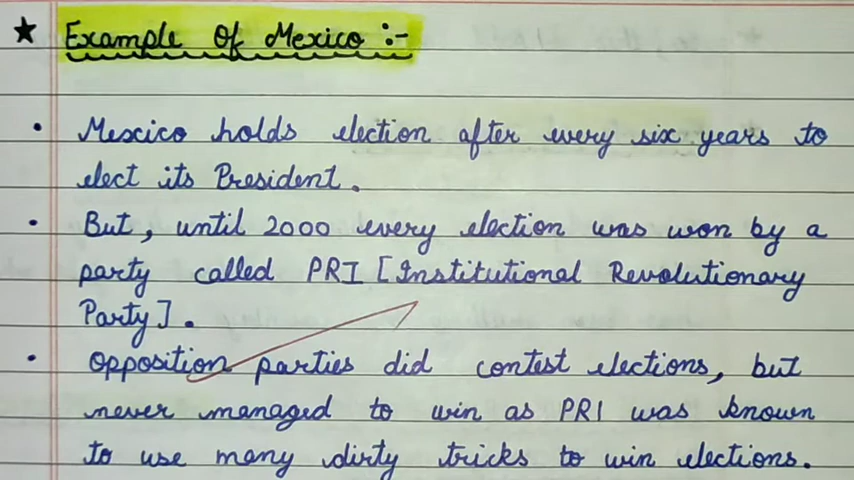 ★ Example Of Mexico :-
• Mexico holds election after every six years to
elect its President.
• But, until 2000 every election was won by a
party called PRI [Institutional Revolutionary
Party].
• Opposition parties did contest elections, but
never managed to win as PRI was known
to use many dirty tricks to win elections.